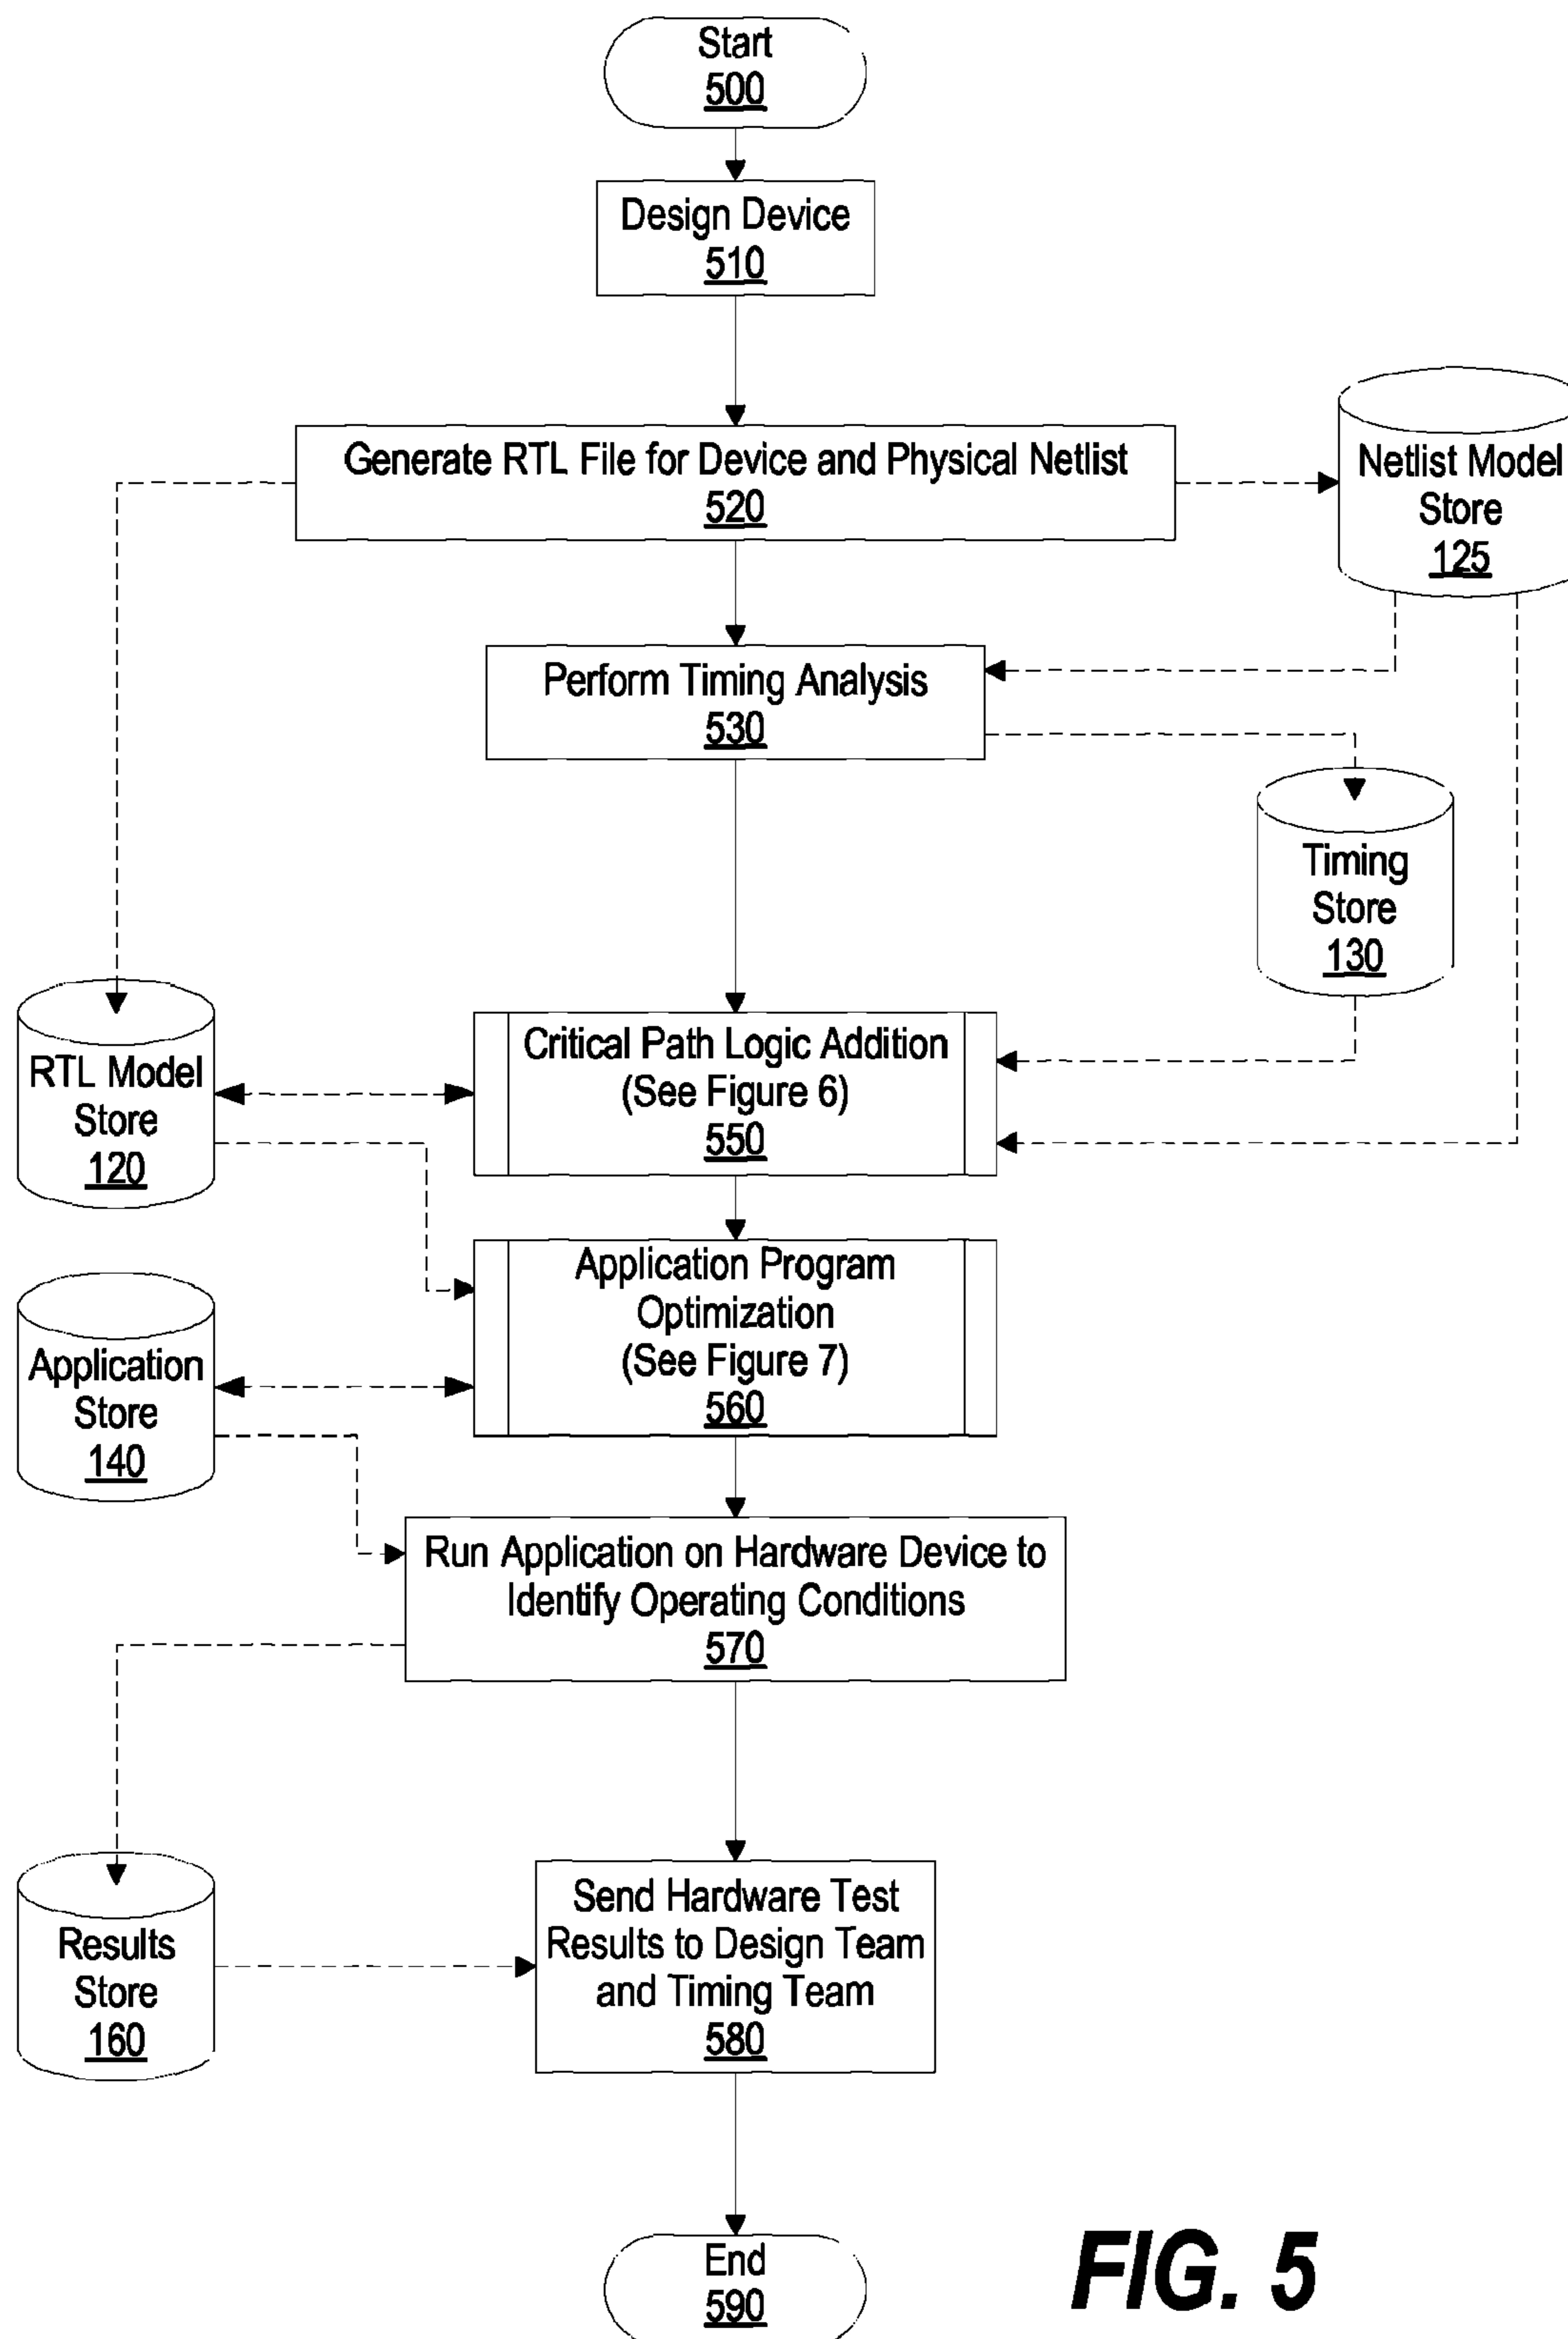 Start
500
Design Device
510
Generate RTL File for Device and Physical Netlist
520
Netlist Model
Store
125
Perform Timing Analysis
530
Timing
Store
130
Critical Path Logic Addition
(See Figure 6)
550
RTL Model
Store
120
Application Program
Optimization
(See Figure 7)
560
Application
Store
140
Run Application on Hardware Device to
Identify Operating Conditions
570
Send Hardware Test
Results to Design Team
and Timing Team
580
Results
Store
160
End
590
FIG. 5